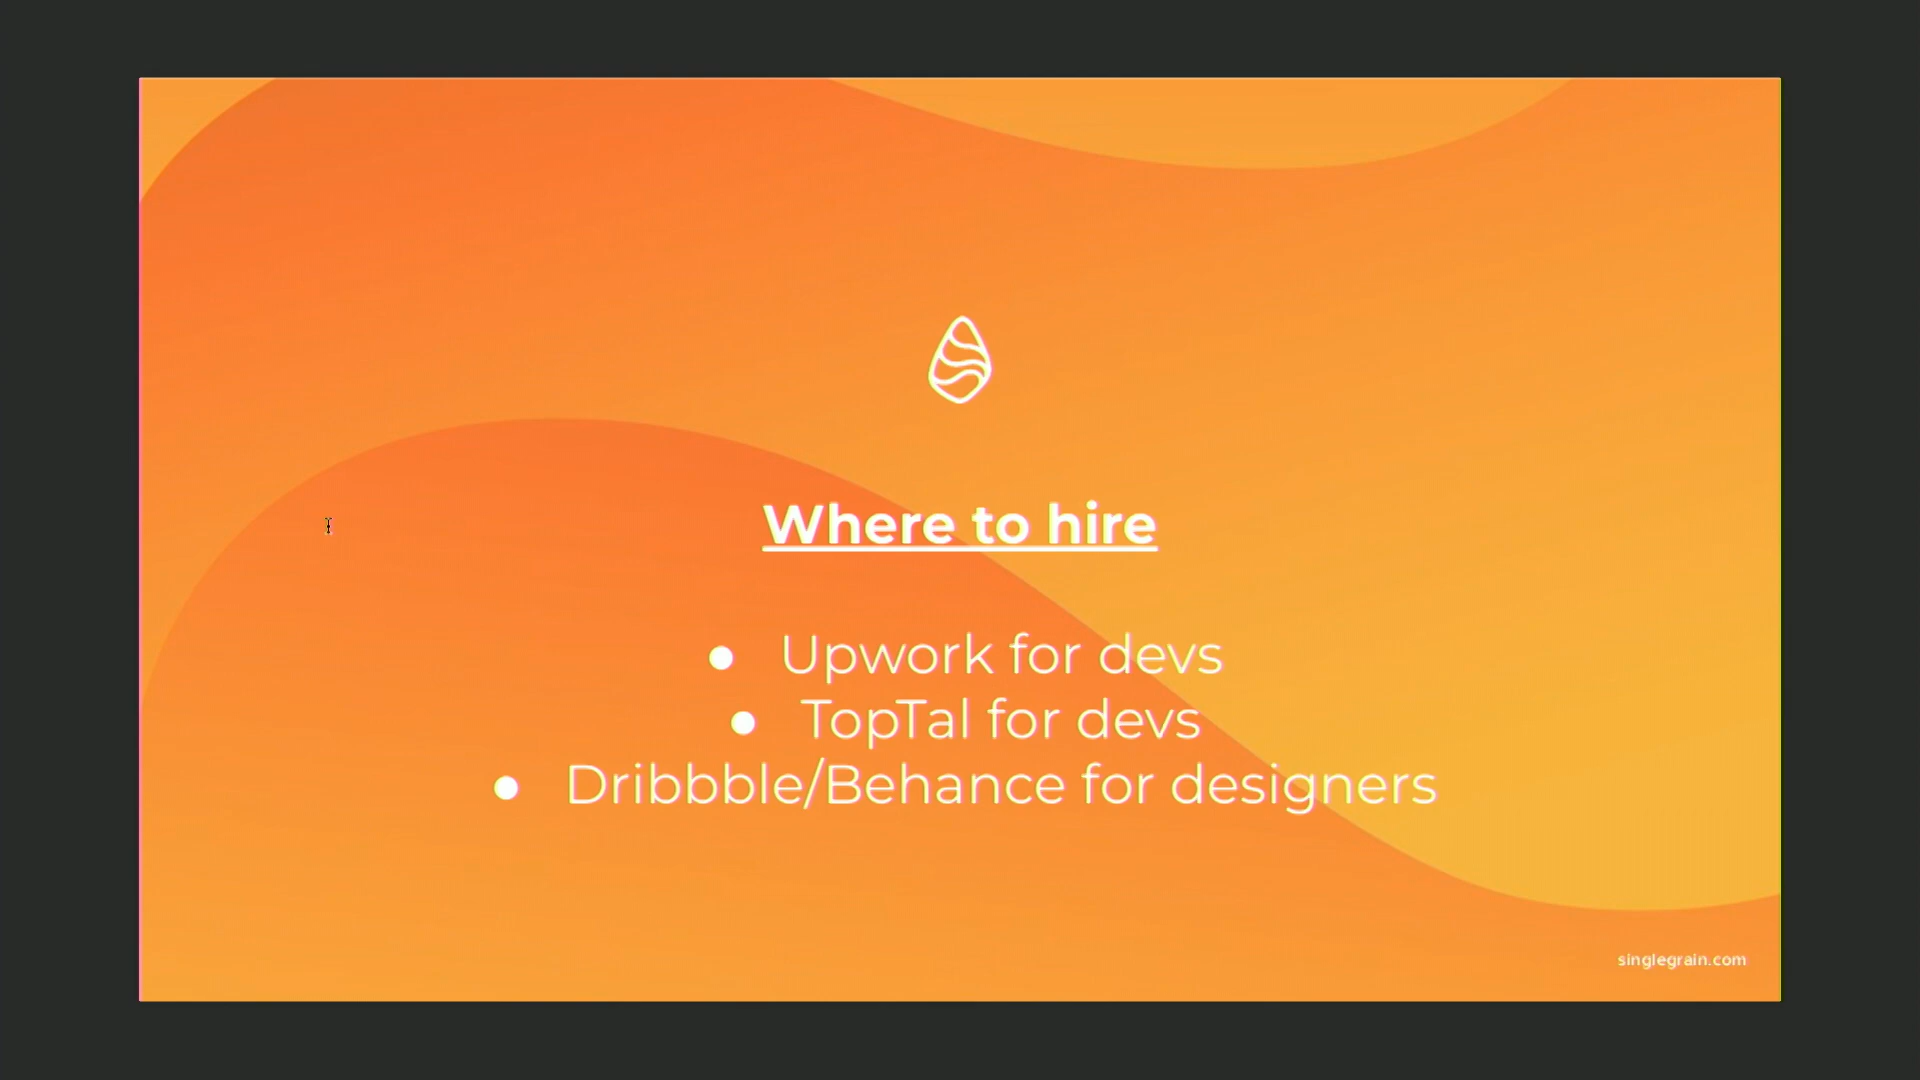 Where to hire
● Upwork for devs
● TopTal for devs
● Dribbble/Behance for designers
singlegrain.com